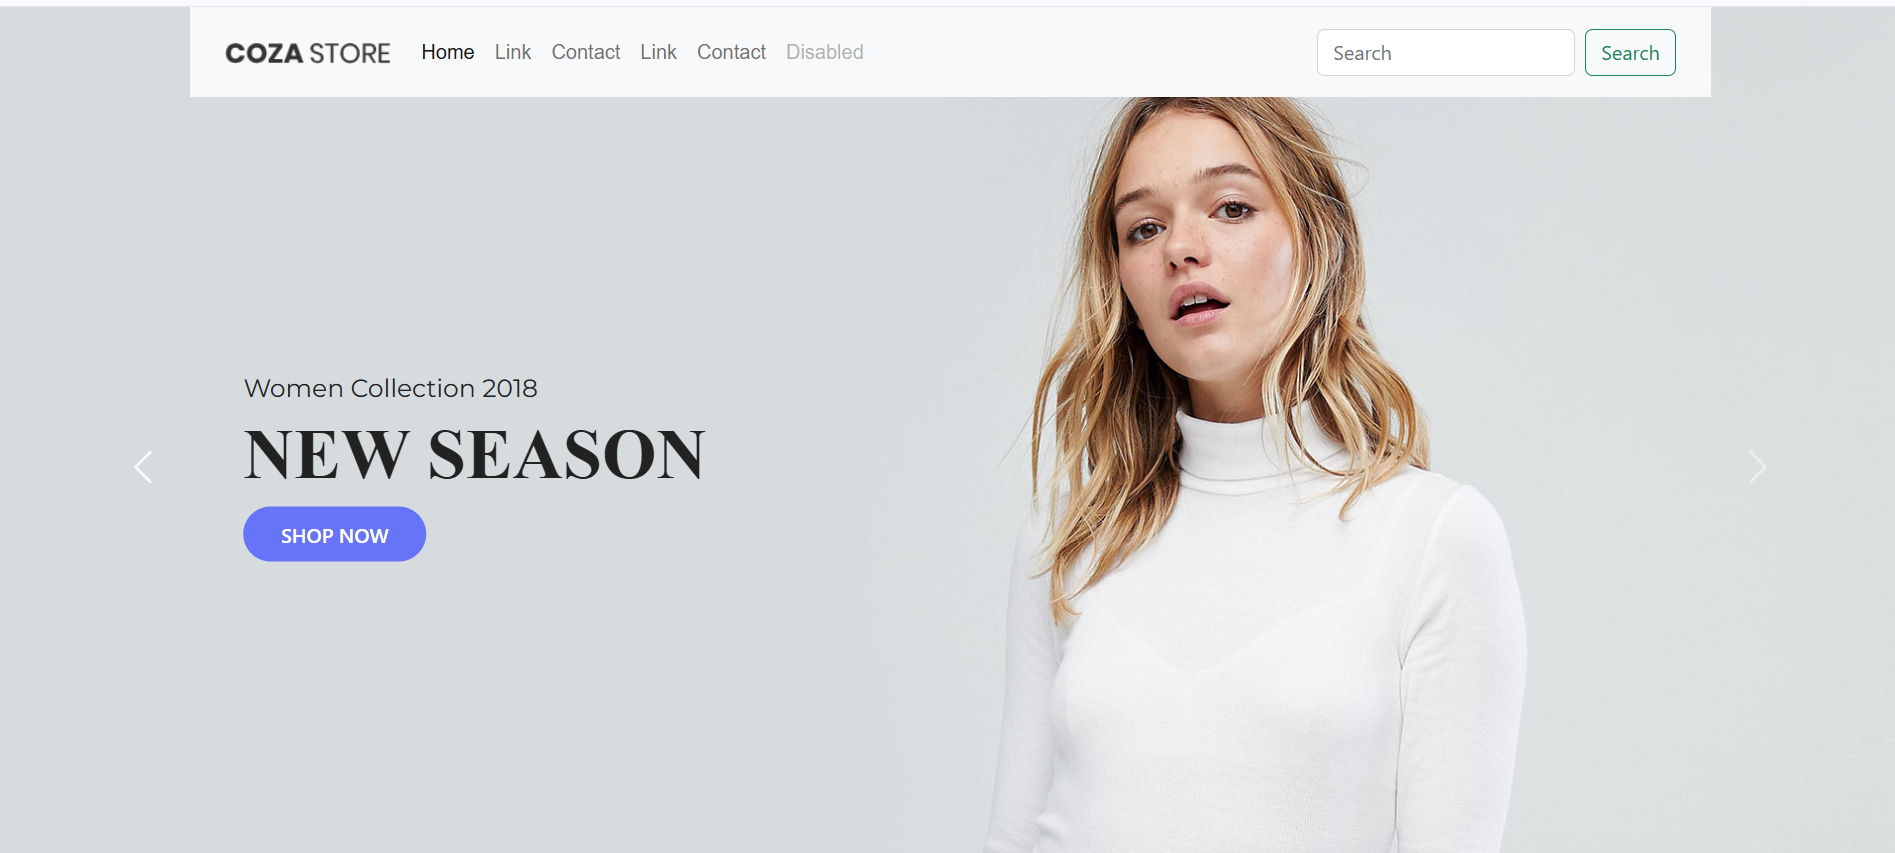 COZA STORE Home Link Contact Link Contact Disabled Search Search
Women Collection 2018
NEW SEASON
SHOP NOW